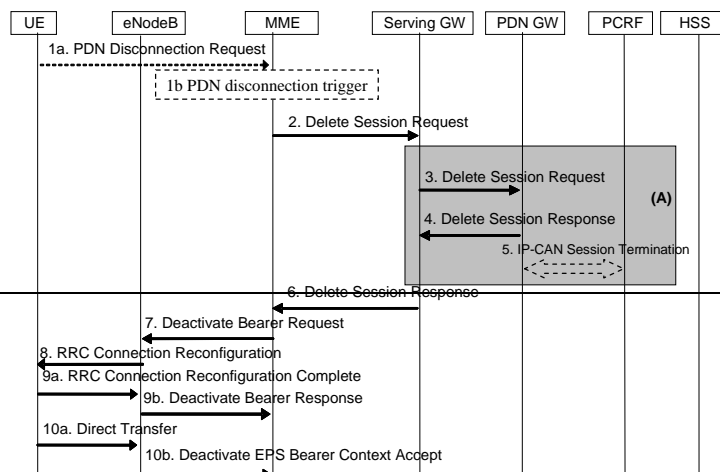 UE eNodeB MME Serving GW PDN GW PCRF HSS
1a. PDN Disconnection Request
1b PDN disconnection trigger
2. Delete Session Request
3. Delete Session Request
(A)
4. Delete Session Response
5. IP-CAN Session Termination
6. Delete Session Response
7. Deactivate Bearer Request
8. RRC Connection Reconfiguration
9a. RRC Connection Reconfiguration Complete
9b. Deactivate Bearer Response
10a. Direct Transfer
10b. Deactivate EPS Bearer Context Accept